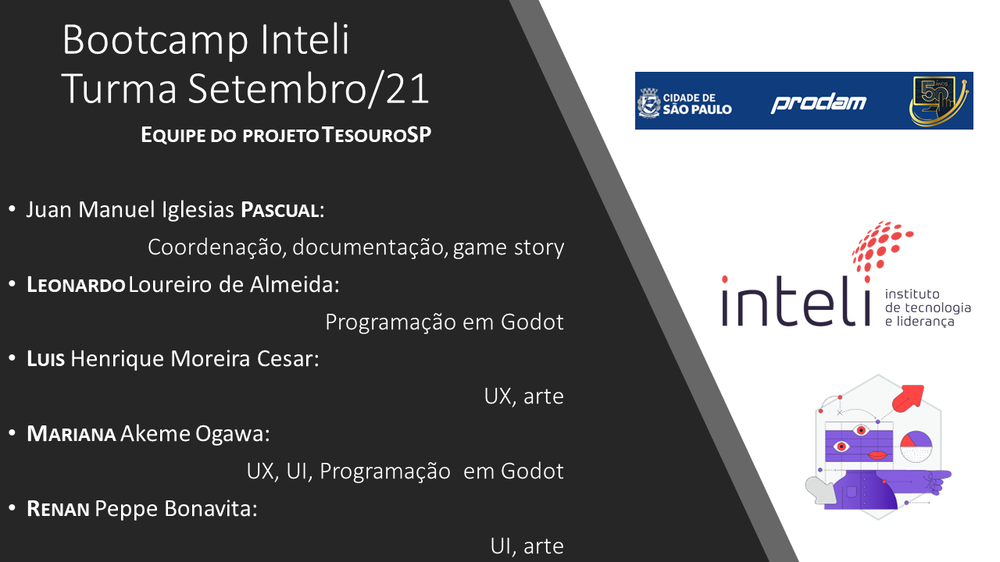 Bootcamp Inteli
Turma Setembro/21
EQUIPE DO PROJETO TESOUROSP
• Juan Manuel Iglesias PASCUAL:
Coordenação, documentação, game story
• LEONARDO Loureiro de Almeida:
Programação em Godot
• LUIS Henrique Moreira Cesar:
UX, arte
• MARIANA Akeme Ogawa:
UX, UI, Programação em Godot
• RENAN Peppe Bonavita:
UI, arte
CIDADE DE
SÃO PAULO
prodam
50
ANOS
inteli
instituto
de tecnologia
e liderança